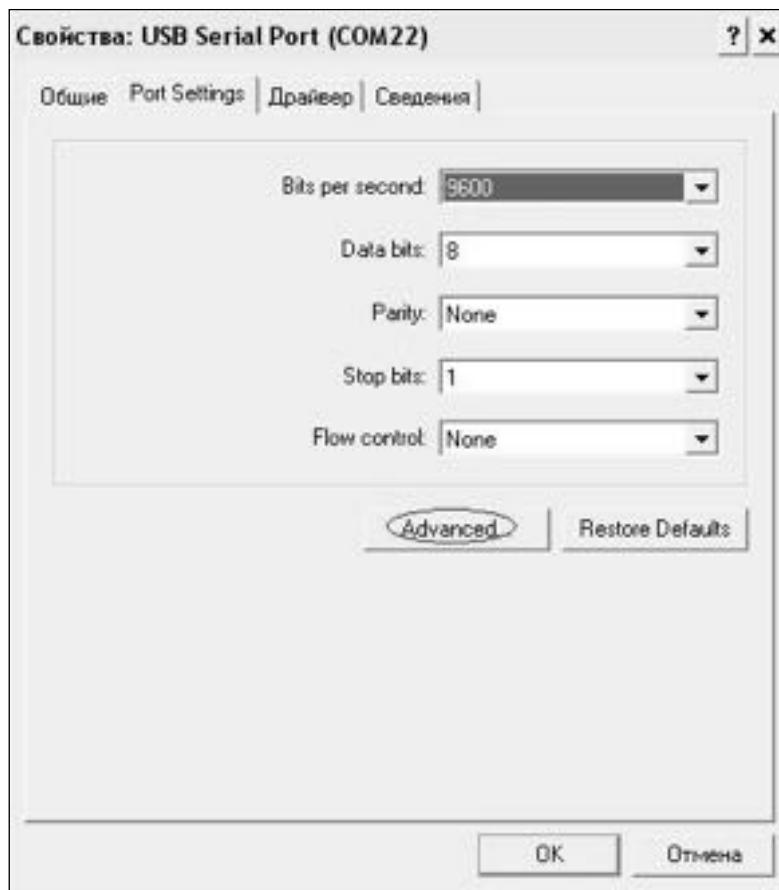 Свойства: USB Serial Port (COM22) ? ×
Общие Port Settings Драйвер Сведения
Bits per second: 9600
Data bits: 8
Parity: None
Stop bits: 1
Flow control: None
Advanced... Restore Defaults
OK Отмена